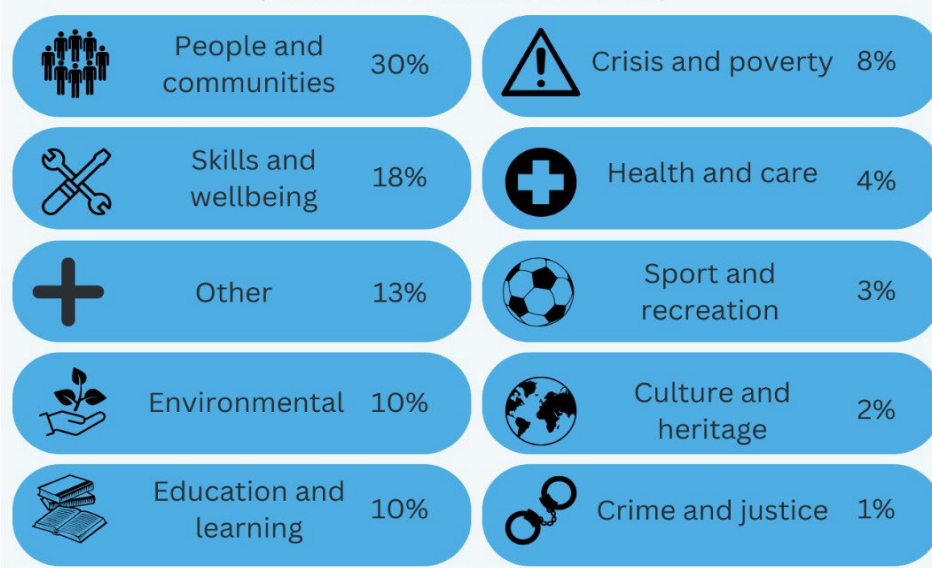 People and
communities
30%
Skills and
wellbeing
18%
Other
13%
Environmental
10%
Education and
learning
10%
Crisis and poverty
8%
Health and care
4%
Sport and
recreation
3%
Culture and
heritage
2%
Crime and justice
1%